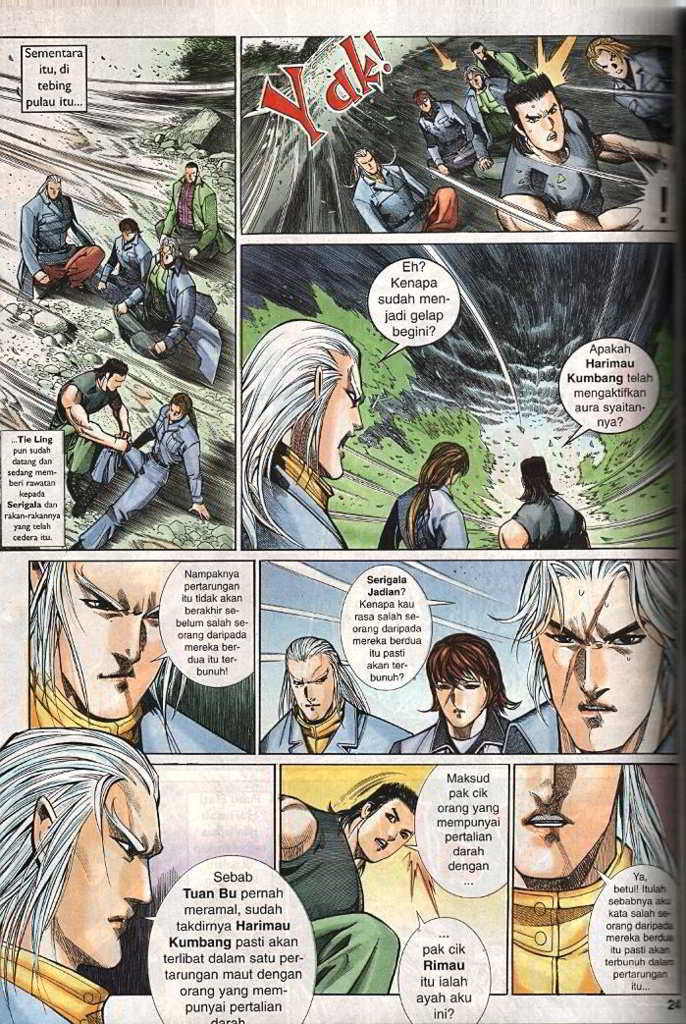 Sementara
itu, di
tebing
pulau itu...
...Tie Ling
pun sudah
datang dan
sedang mem-
beri rawatan
kepada
Serigala dan
rakan-rakannya
yang telah
cedera itu.
Yak!
!
Eh?
Kenapa
sudah men-
jadi gelap
begini?
Apakah
Harimau
Kumbang telah
mengaktifkan
aura syaitan-
nya?
Nampaknya
pertarungan
itu tidak akan
berakhir se-
belum salah se-
orang daripada
mereka ber-
dua itu ter-
bunuh!
Serigala
Jadian?
Kenapa kau
rasa salah se-
orang daripada
mereka berdua
itu pasti
akan ter-
bunuh?
Sebab
Tuan Bu pernah
meramal, sudah
takdirnya Harimau
Kumbang pasti akan
terlibat dalam satu per-
tarungan maut dengan
orang yang mem-
punyai pertalian
darah
Maksud
pak cik
orang yang
mempunyai
pertalian
darah
dengan
...
...
pak cik
Rimau
itu ialah
ayah aku
ini?
Ya,
betul! Itulah
sebabnya aku
kata salah se-
orang daripada
mereka berdua
itu pasti akan
terbunuh dalam
pertarungan
itu...
24